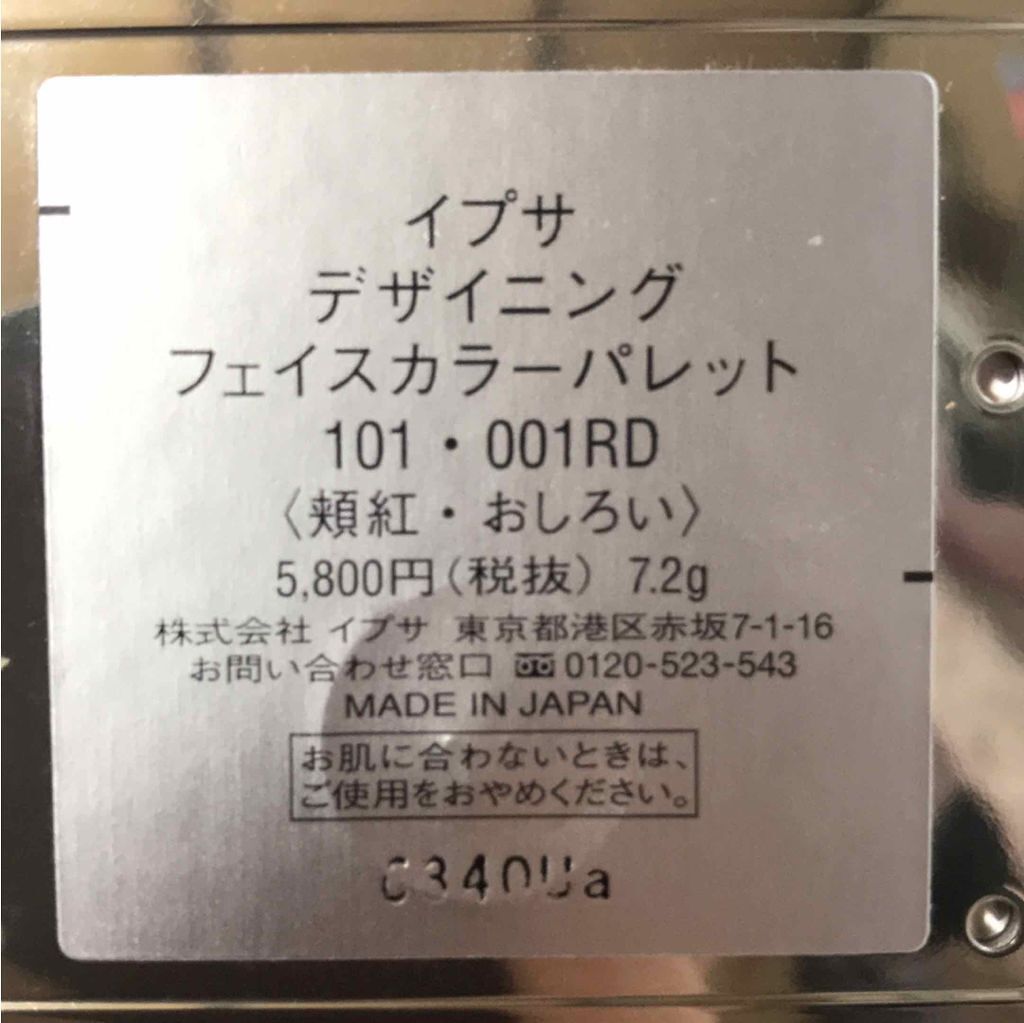 イプサ
デザイニング
フェイスカラーパレット
101・001RD
〈頬紅・おしろい〉
5,800円(税抜) 7.2g
株式会社 イプサ 東京都港区赤坂7-1-16
お問い合わせ窓口 0120-523-543
MADE IN JAPAN
お肌に合わないときは、
ご使用をおやめください。